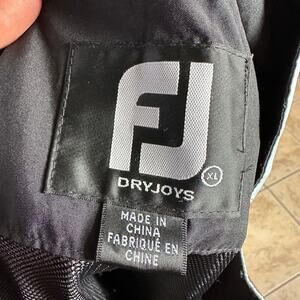 FJ
DRYJOYS
XL
MADE IN
CHINA
FABRIQUÉ EN
CHINE